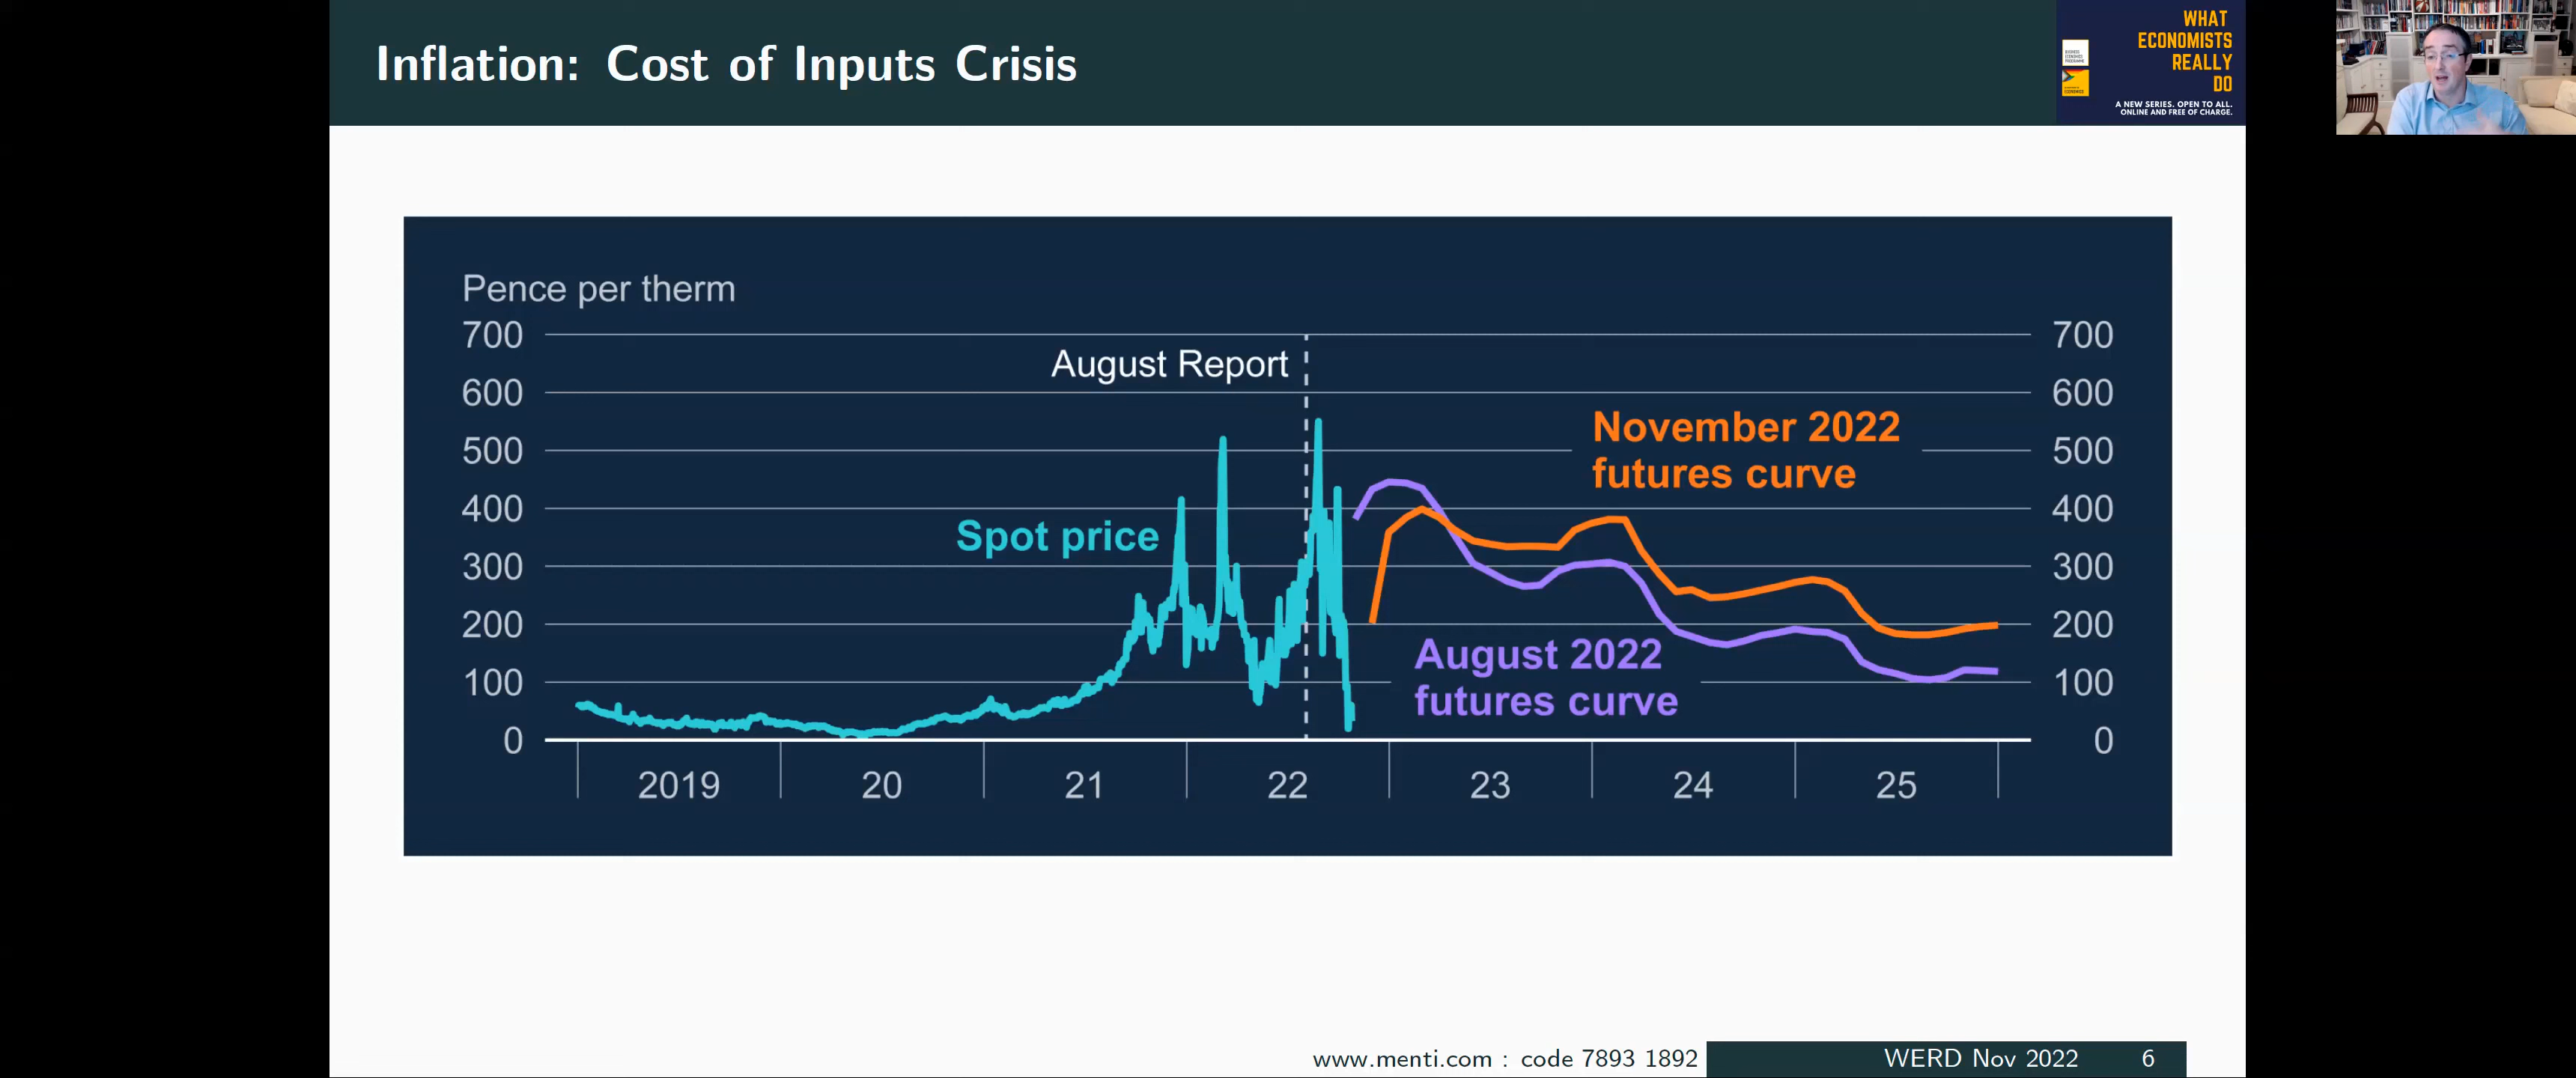 Inflation: Cost of Inputs Crisis
WHAT
ECONOMISTS
REALLY
DO
A NEW SERIES. OPEN TO ALL.
ONLINE AND FREE OF CHARGE.
Pence per therm
700
600
500
400
300
200
100
0
August Report
Spot price
November 2022
futures curve
August 2022
futures curve
700
600
500
400
300
200
100
0
2019 20 21 22 23 24 25
www.menti.com : code 7893 1892
WERD Nov 2022 6